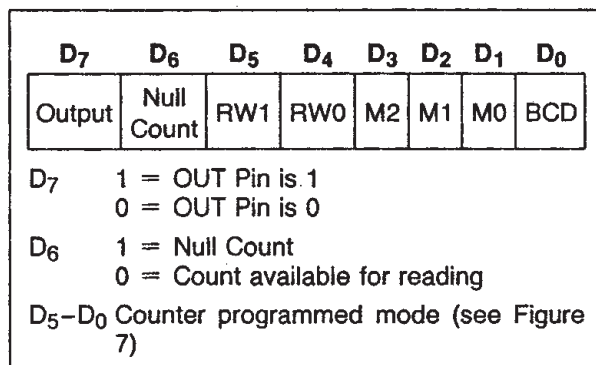 D7 D6 D5 D4 D3 D2 D1 D0
Output Null Count RW1 RW0 M2 M1 M0 BCD
D7 1 = OUT Pin is 1
0 = OUT Pin is 0
D6 1 = Null Count
0 = Count available for reading
D5–D0 Counter programmed mode (see Figure
7)